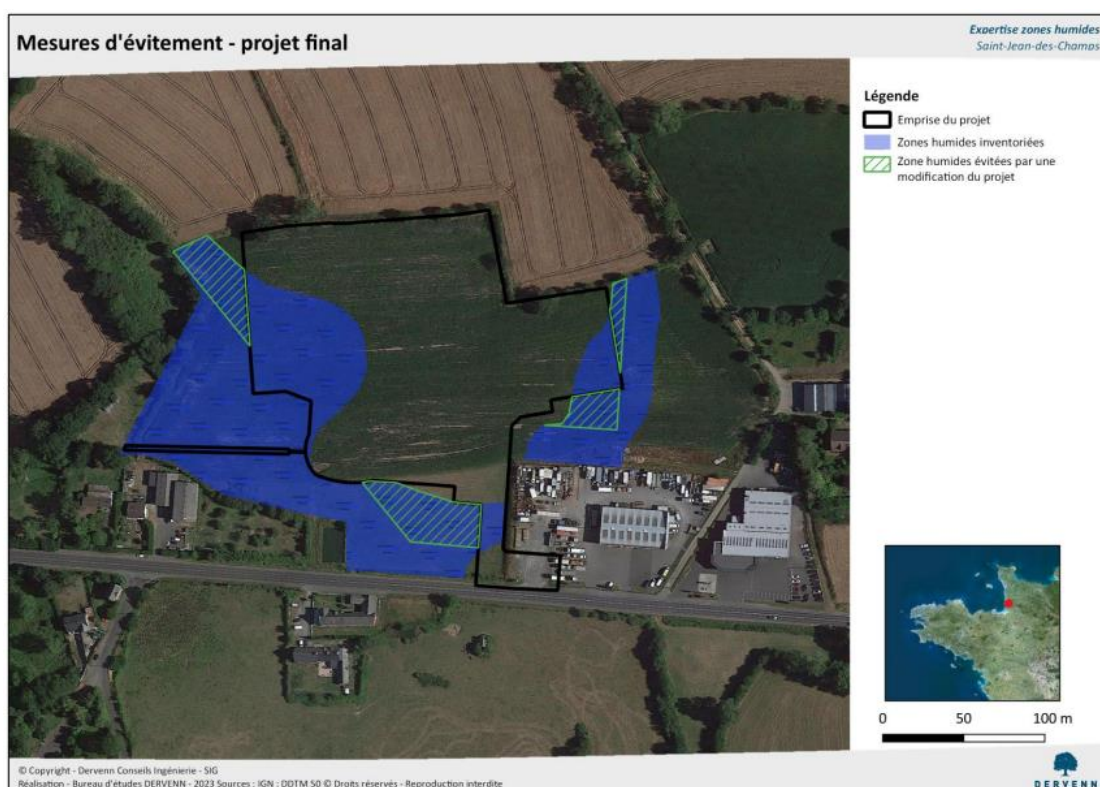 Mesures d'évitement - projet final
Expertise zones humides
Saint-Jean-des-Champs
Légende
Emprise du projet
Zones humides inventoriées
Zone humides évitées par une
modification du projet
0 50 100 m
© Copyright - Dervenn Conseils Ingénierie - SIG
Réalisation - Bureau d'études DERVENN - 2023 Sources : IGN ; DDTM 50 © Droits réservés - Reproduction interdite
DERVENN